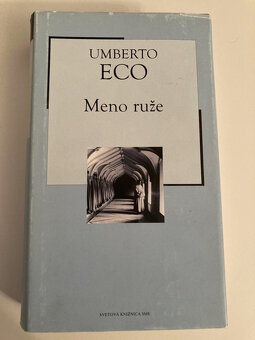 UMBERTO
ECO
Meno ruže
SVETOVÁ KNIŽNICA SME